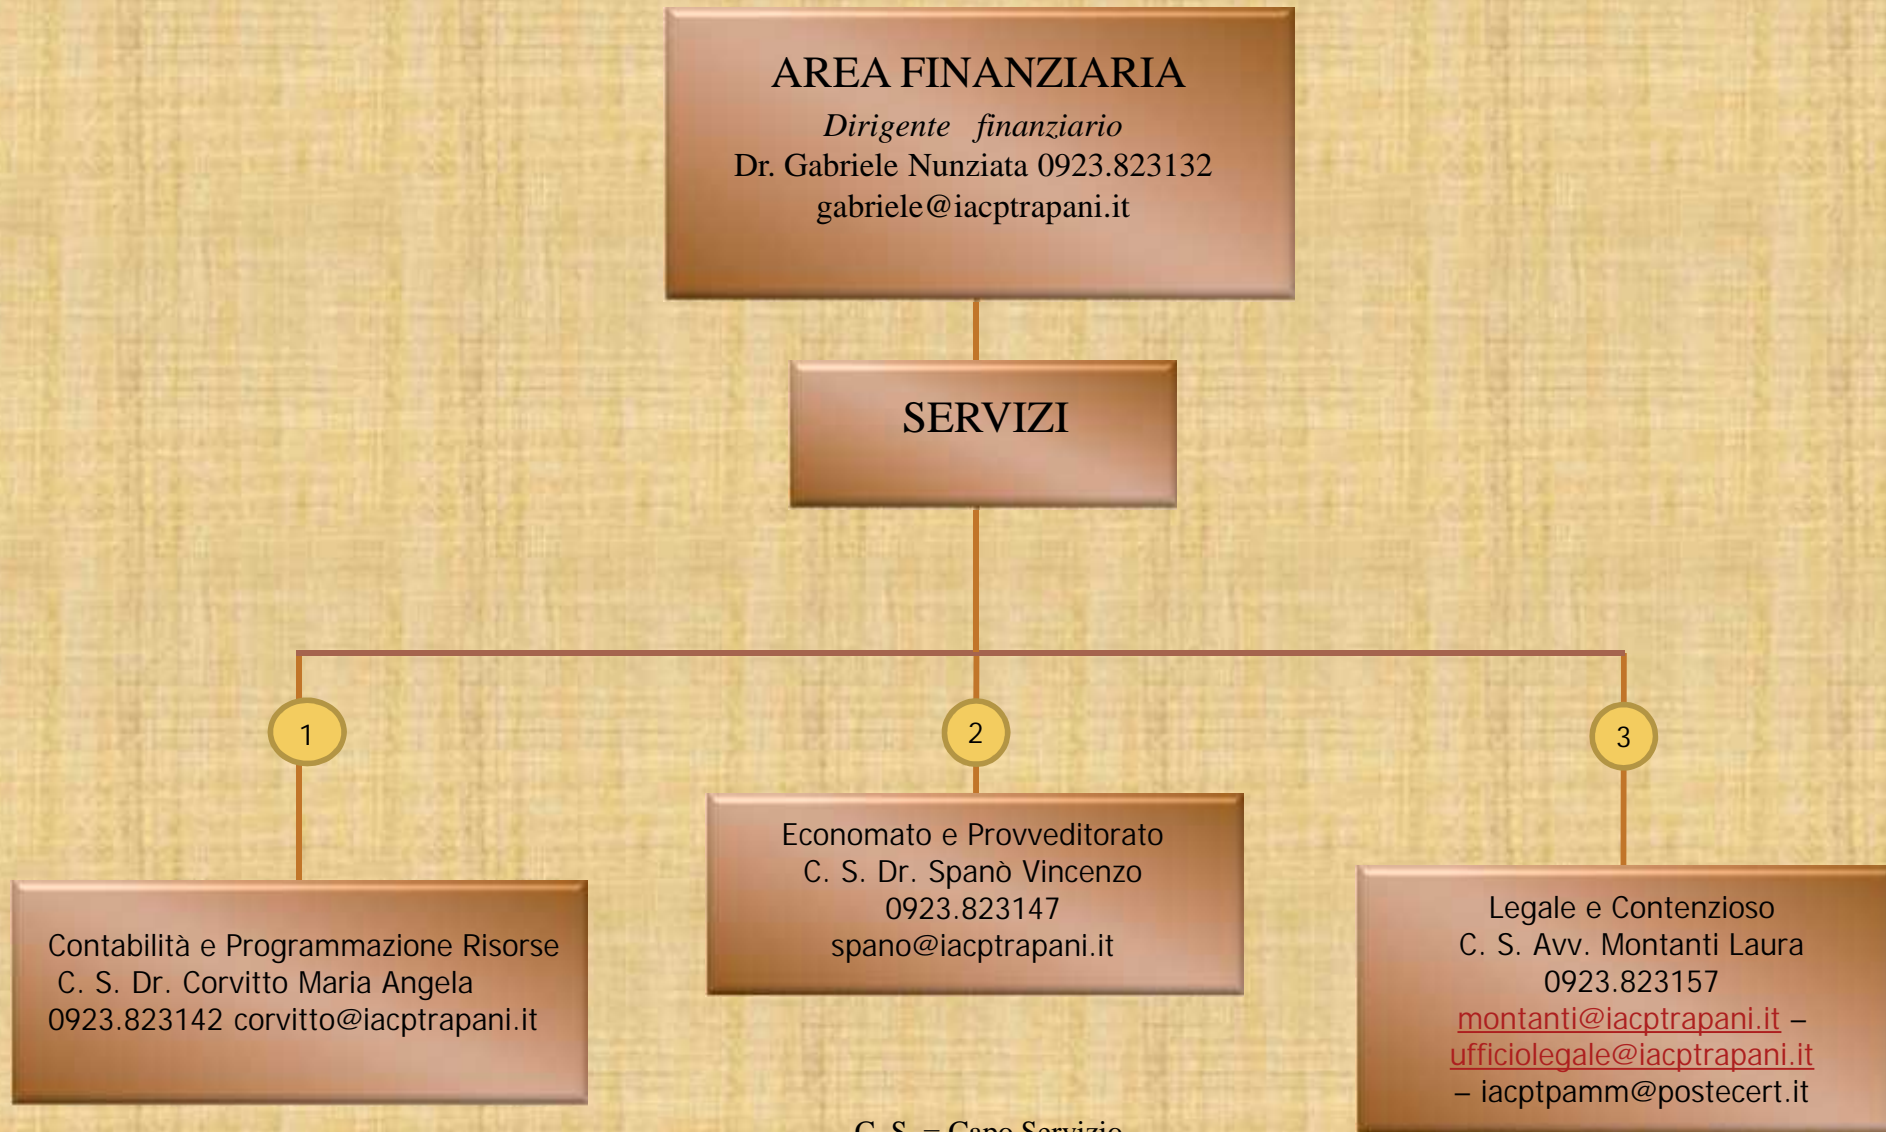 AREA FINANZIARIA
Dirigente finanziario
Dr. Gabriele Nunziata 0923.823132
gabriele@iacptrapani.it
SERVIZI
1
2
3
Contabilità e Programmazione Risorse
C. S. Dr. Corvitto Maria Angela
0923.823142 corvitto@iacptrapani.it
Economato e Provveditorato
C. S. Dr. Spanò Vincenzo
0923.823147
spano@iacptrapani.it
Legale e Contenzioso
C. S. Avv. Montanti Laura
0923.823157
montanti@iacptrapani.it –
ufficiolegale@iacptrapani.it
– iacptpamm@postecert.it
C. S. = Capo Servizio